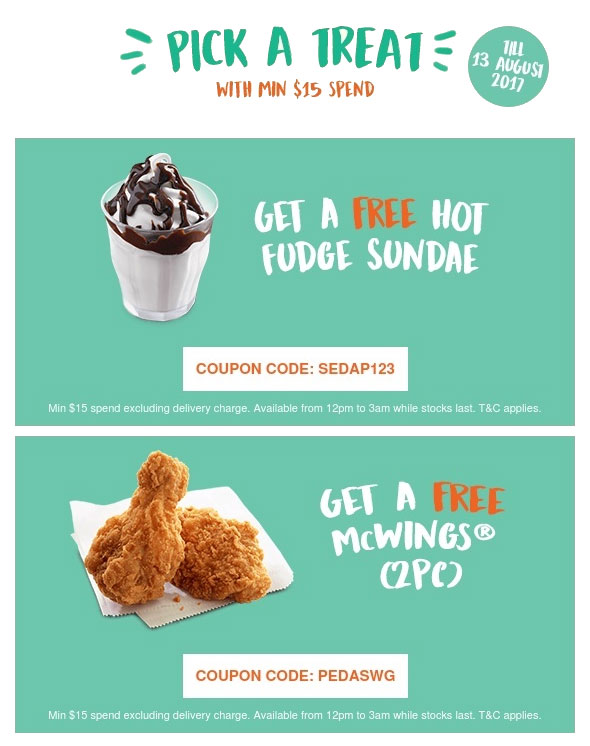 PICK A TREAT
WITH MIN $15 SPEND
TILL
13 AUGUST
2017
GET A FREE HOT
FUDGE SUNDAE
COUPON CODE: SEDAP123
Min $15 spend excluding delivery charge. Available from 12pm to 3am while stocks last. T&C applies.
GET A FREE
McWINGS®
(2PC)
COUPON CODE: PEDASWG
Min $15 spend excluding delivery charge. Available from 12pm to 3am while stocks last. T&C applies.